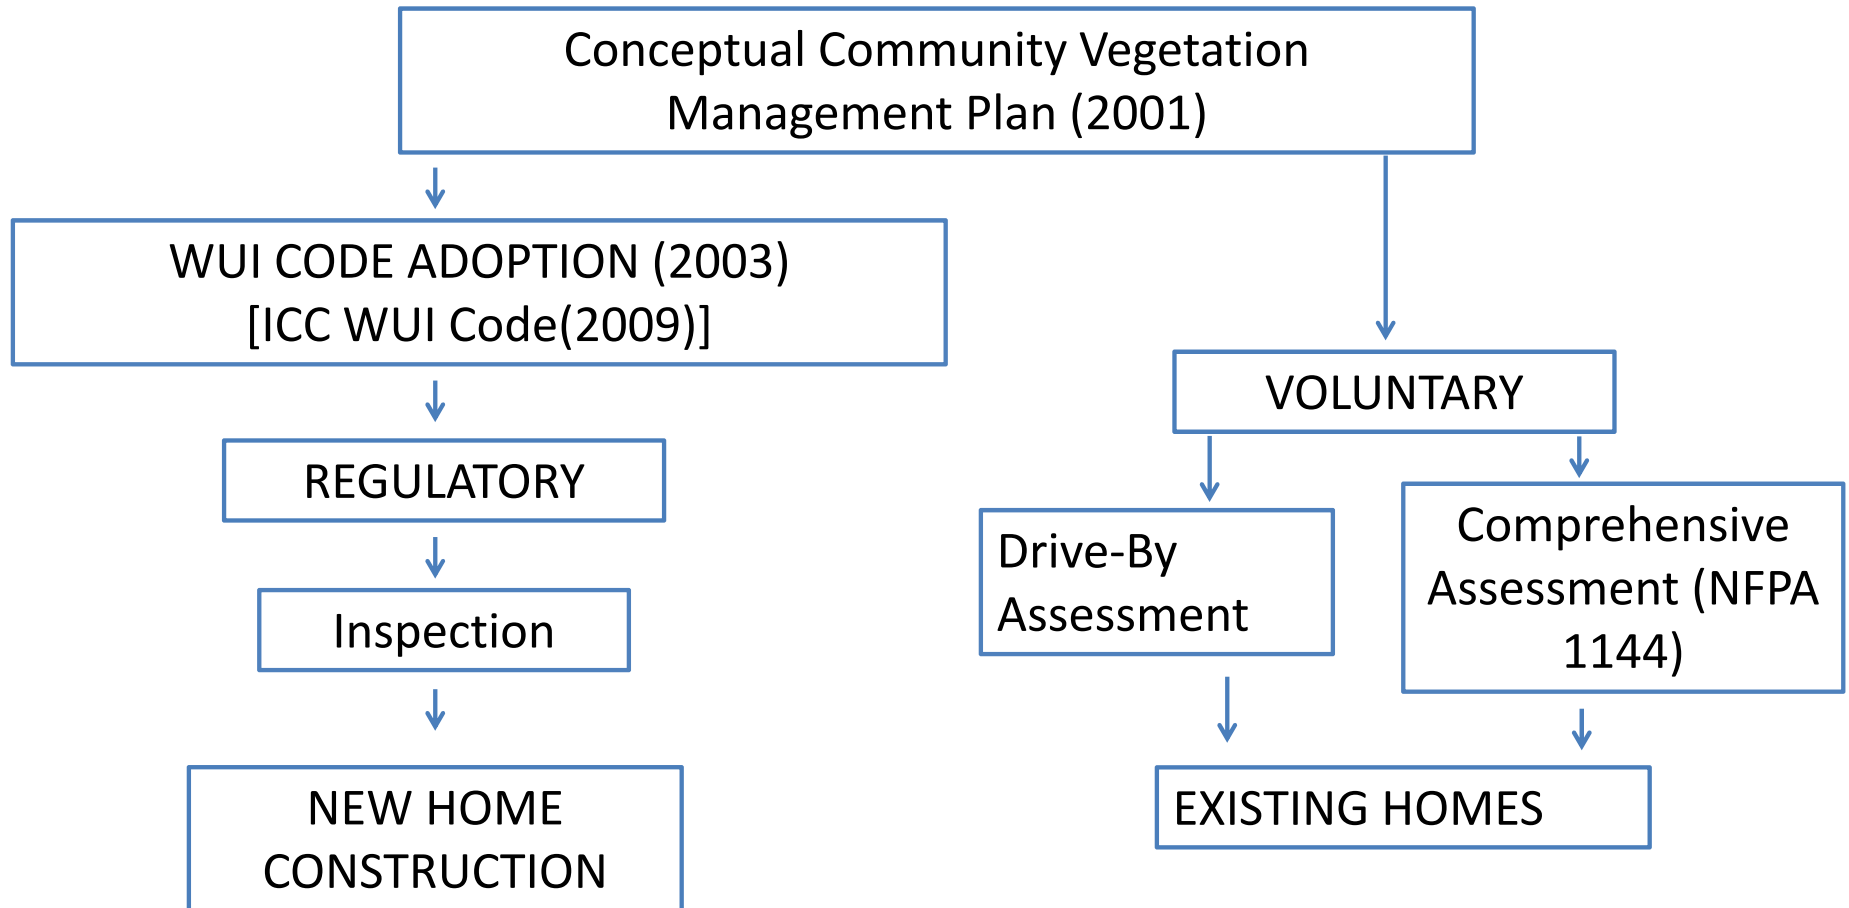 Conceptual Community Vegetation
Management Plan (2001)
WUI CODE ADOPTION (2003)
[ICC WUI Code(2009)]
VOLUNTARY
REGULATORY
Drive-By
Assessment
Comprehensive
Assessment (NFPA
1144)
Inspection
NEW HOME
CONSTRUCTION
EXISTING HOMES